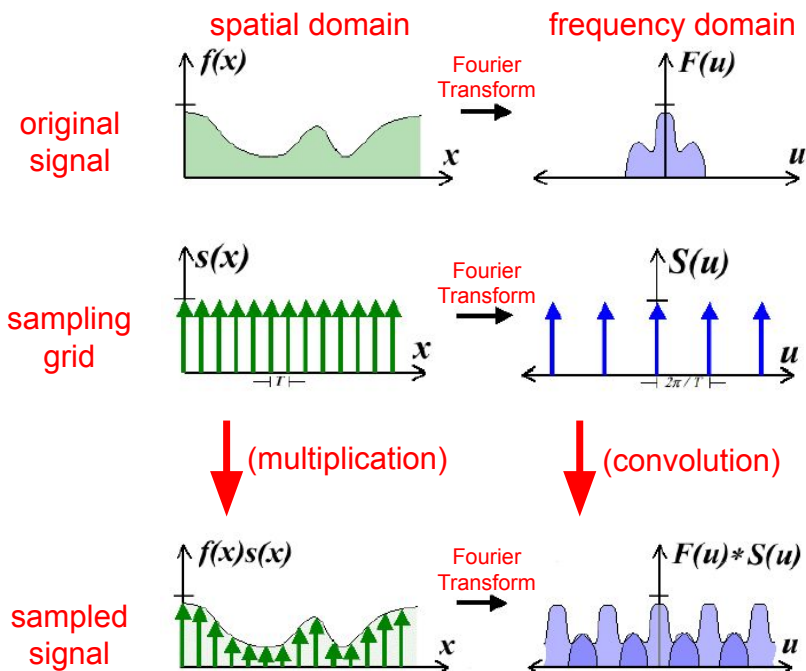 spatial domain
frequency domain
original
signal
f(x)
x
Fourier
Transform
F(u)
u
sampling
grid
s(x)
x
T
Fourier
Transform
S(u)
u
2π / T
(multiplication)
(convolution)
sampled
signal
f(x)s(x)
x
Fourier
Transform
F(u)*S(u)
u